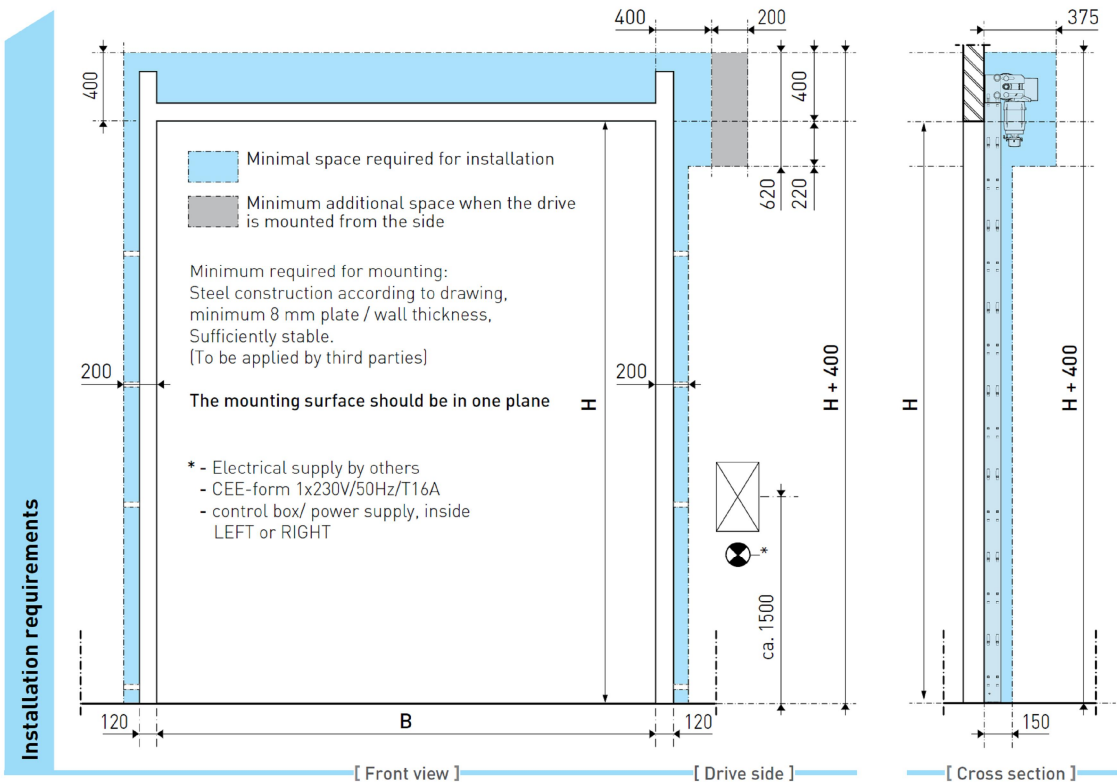 400
200
375
400
400
Minimal space required for installation
Minimum additional space when the drive
is mounted from the side
620
220
Minimum required for mounting:
Steel construction according to drawing,
minimum 8 mm plate / wall thickness,
Sufficiently stable.
(To be applied by third parties)
200
200
The mounting surface should be in one plane
H
H + 400
H
H + 400
* - Electrical supply by others
- CEE-form 1x230V/50Hz/T16A
- control box/ power supply, inside
LEFT or RIGHT
*
ca. 1500
Installation requirements
120
B
120
150
[ Front view ]
[ Drive side ]
[ Cross section ]